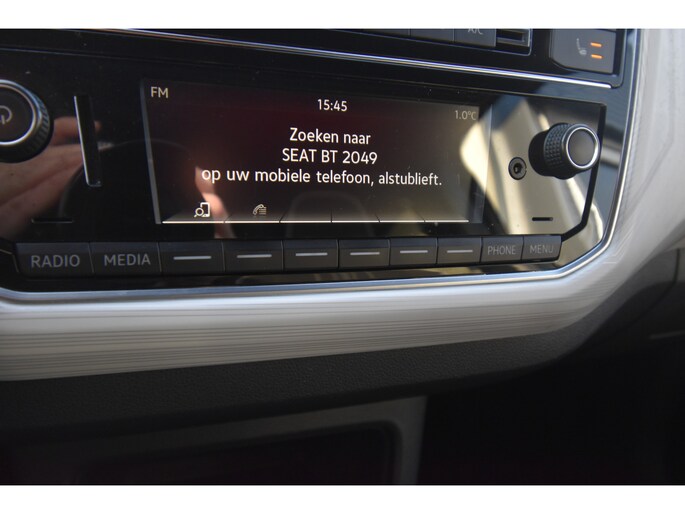 A/C
FM
15:45
1.0°C
Zoeken naar
SEAT BT 2049
op uw mobiele telefoon, alstublieft.
RADIO
MEDIA
PHONE
MENU